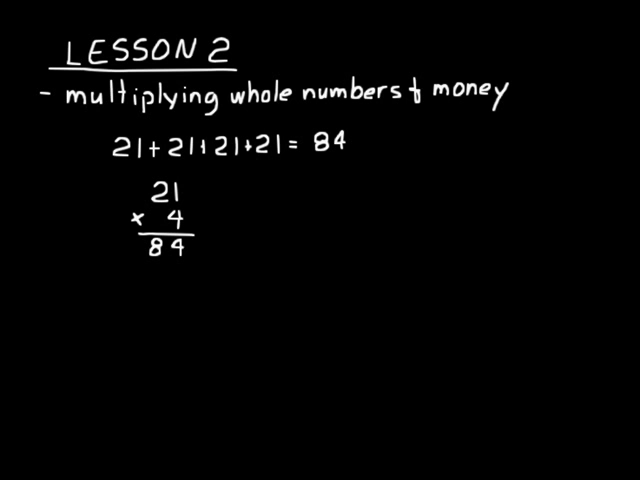 LESSON 2
- multiplying whole numbers & money
21 + 21 + 21 + 21 = 84
21
× 4
84